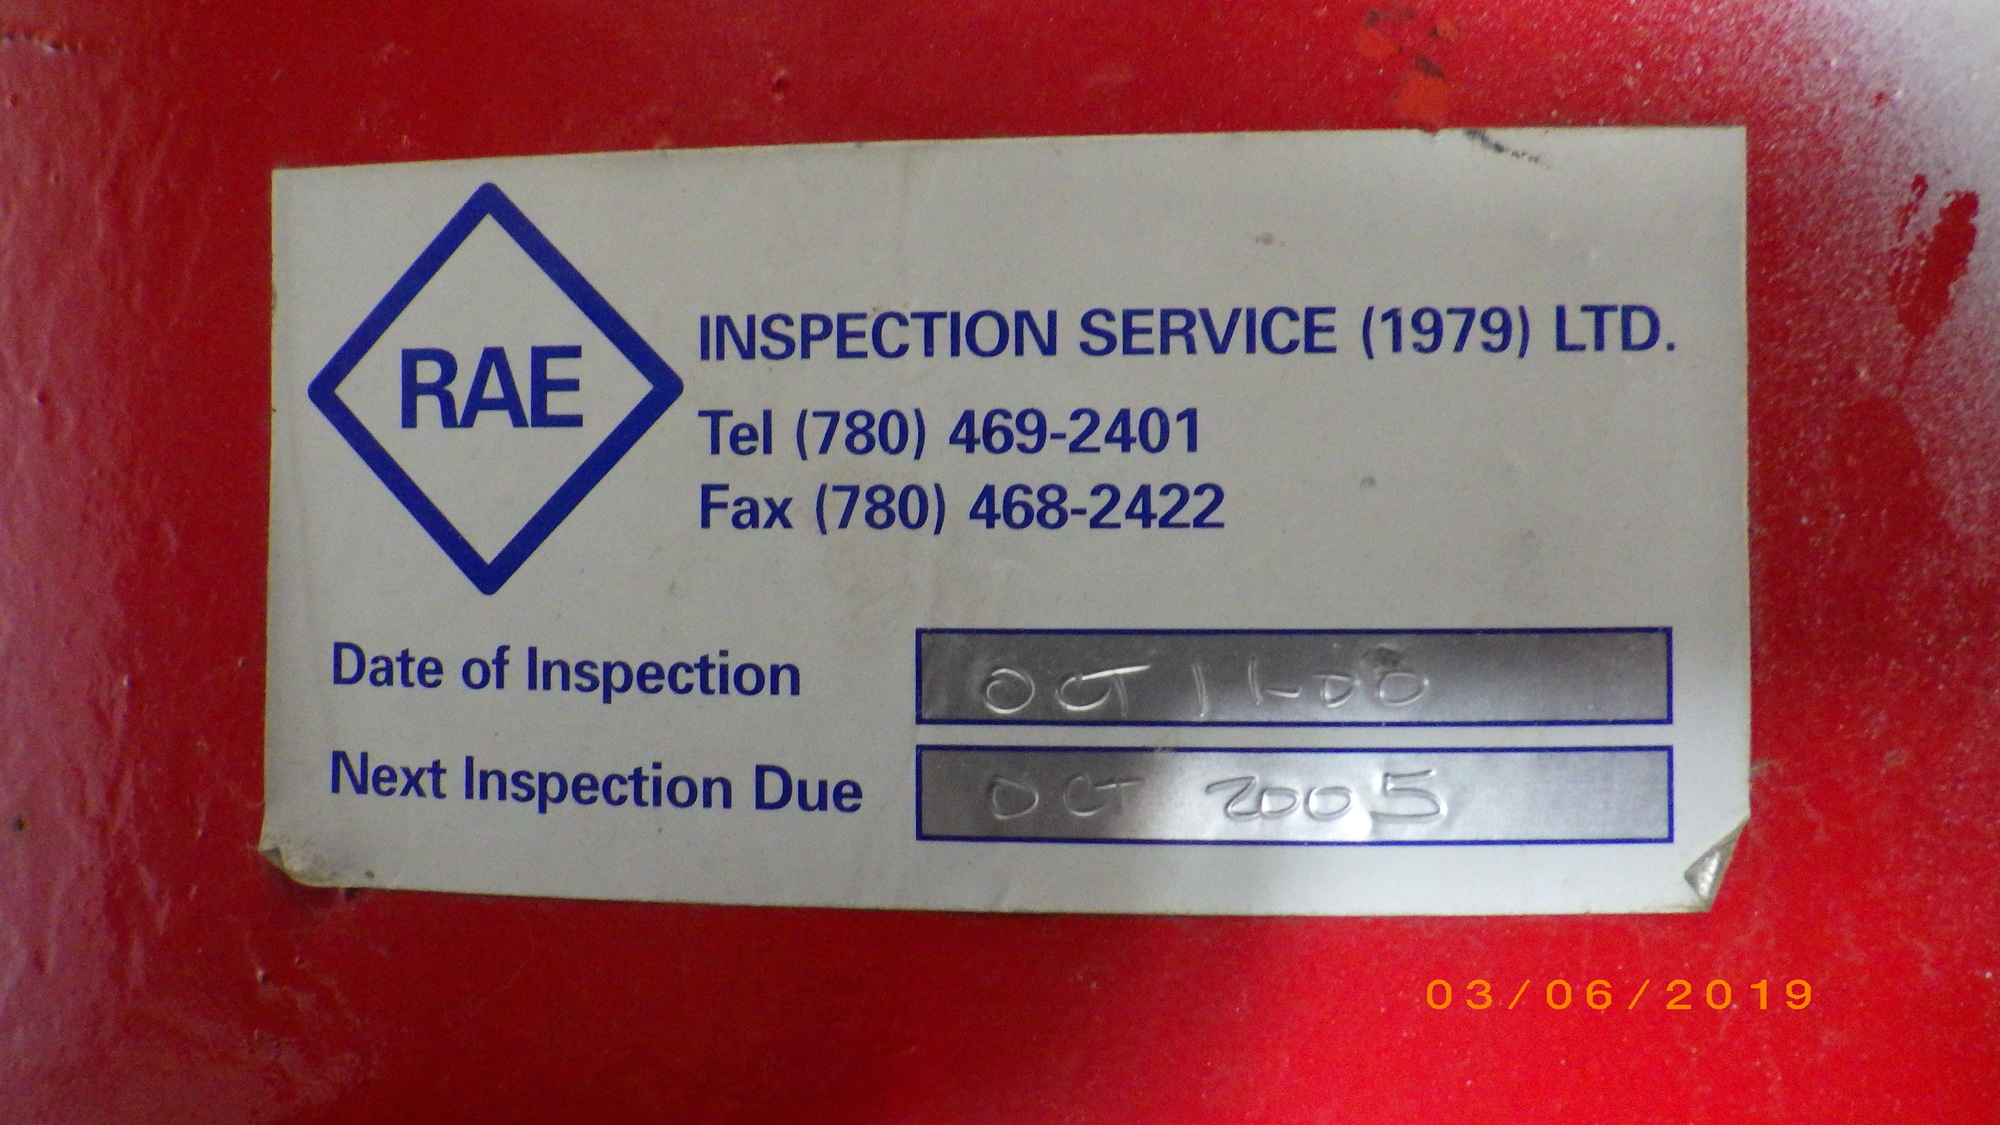 RAE
INSPECTION SERVICE (1979) LTD.
Tel (780) 469-2401
Fax (780) 468-2422
Date of Inspection OCT
Next Inspection Due OCT 2005
03/06/2019